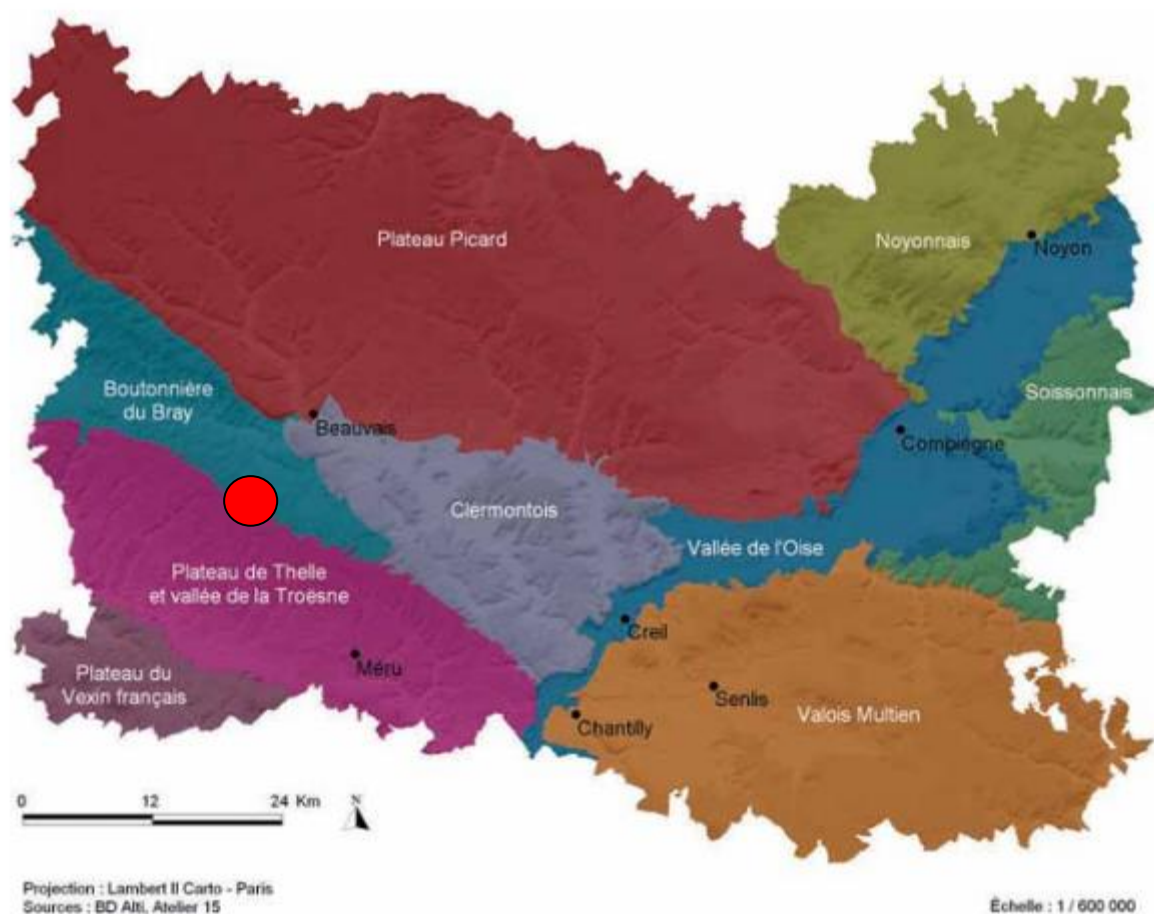 Plateau Picard
Noyonnais
Noyon
Boutonnière
du Bray
Soissonnais
Beauvais
Compiègne
Clermontois
Vallée de l'Oise
Plateau de Thelle
et vallée de la Troësne
Creil
Méru
Plateau du
Vexin français
Senlis
Chantilly
Valois Multien
0 12 24 Km N
Projection : Lambert II Carto - Paris
Sources : BD Alti, Atelier 15
Échelle : 1 / 600 000